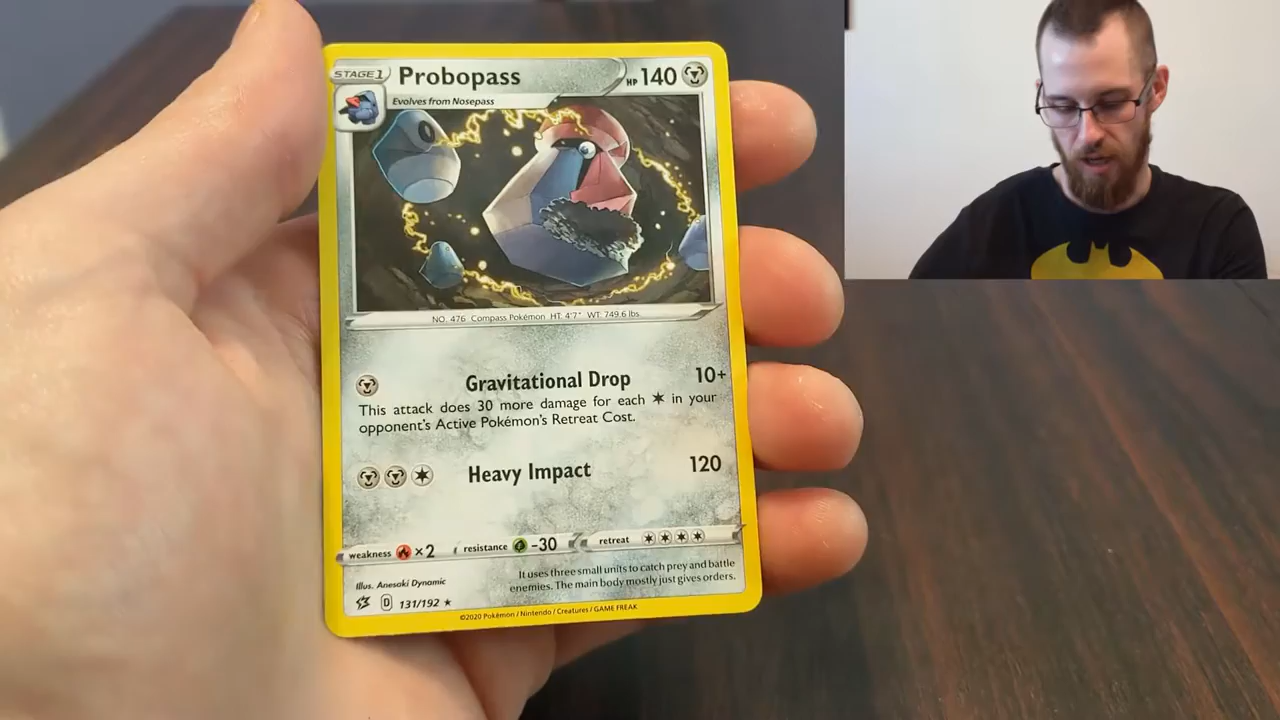 STAGE 1 Probopass HP 140
Evolves from Nosepass
NO. 476 Compass Pokémon HT: 4'7" WT: 749.6 lbs.
Gravitational Drop 10+
This attack does 30 more damage for each in your
opponent's Active Pokémon's Retreat Cost.
Heavy Impact 120
weakness ×2 resistance -30 retreat
It uses three small units to catch prey and battle
enemies. The main body mostly just gives orders.
Illus. Anesaki Dynamic
D 131/192 ★
©2020 Pokémon / Nintendo / Creatures / GAME FREAK